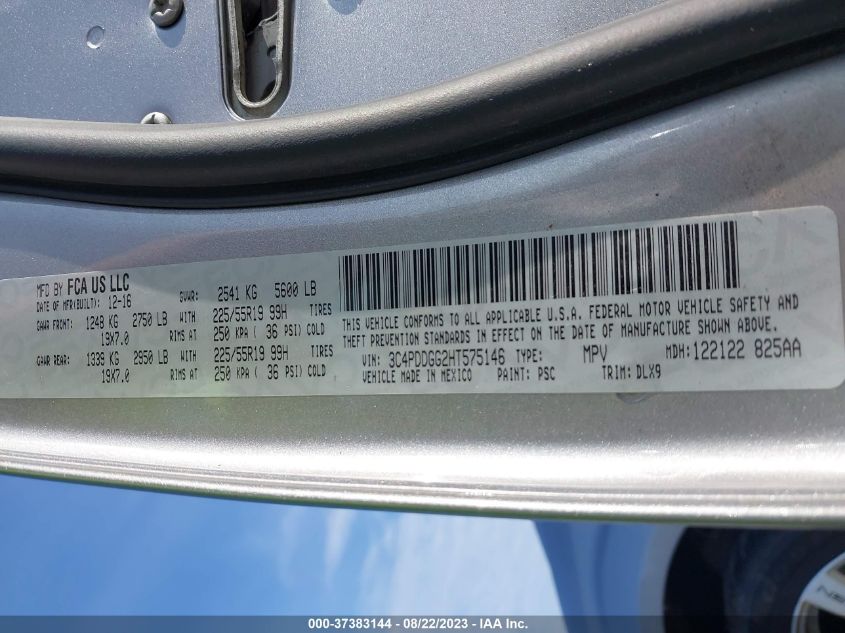 MFD BY FCA US LLC
DATE OF MFR(BUILT): 12-16 GVWR: 2541 KG 5600 LB
GAWR FRONT: 1248 KG 2750 LB WITH 225/55R19 99H TIRES
19X7.0 RIMS AT 250 KPA ( 36 PSI) COLD
GAWR REAR: 1339 KG 2950 LB WITH 225/55R19 99H TIRES
19X7.0 RIMS AT 250 KPA ( 36 PSI) COLD
THIS VEHICLE CONFORMS TO ALL APPLICABLE U.S.A. FEDERAL MOTOR VEHICLE SAFETY AND
THEFT PREVENTION STANDARDS IN EFFECT ON THE DATE OF MANUFACTURE SHOWN ABOVE.
VIN: 3C4PDDGG2HT575146 TYPE: MPV MDH:122122 825AA
VEHICLE MADE IN MEXICO PAINT: PSC TRIM: DLX9
000-37383144 - 08/22/2023 - IAA Inc.